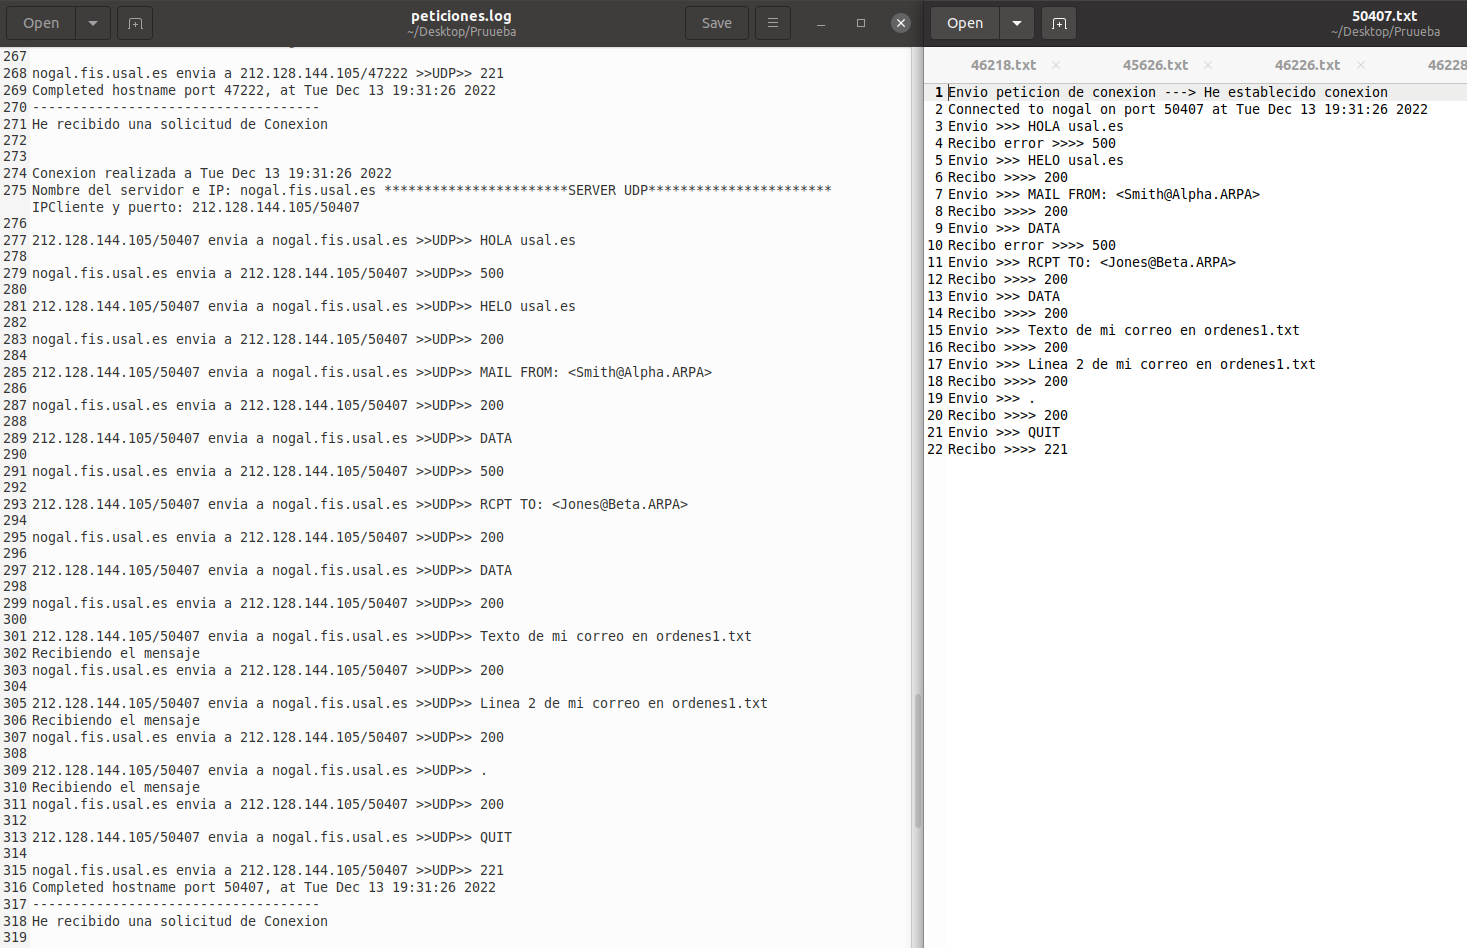 Open
peticiones.log
~/Desktop/Pruueba
Save
267
268 nogal.fis.usal.es envia a 212.128.144.105/47222 >>UDP>> 221
269 Completed hostname port 47222, at Tue Dec 13 19:31:26 2022
270 ------------------------------------
271 He recibido una solicitud de Conexion
272
273
274 Conexion realizada a Tue Dec 13 19:31:26 2022
275 Nombre del servidor e IP: nogal.fis.usal.es ***********************SERVER UDP***********************
IPCliente y puerto: 212.128.144.105/50407
276
277 212.128.144.105/50407 envia a nogal.fis.usal.es >>UDP>> HOLA usal.es
278
279 nogal.fis.usal.es envia a 212.128.144.105/50407 >>UDP>> 500
280
281 212.128.144.105/50407 envia a nogal.fis.usal.es >>UDP>> HELO usal.es
282
283 nogal.fis.usal.es envia a 212.128.144.105/50407 >>UDP>> 200
284
285 212.128.144.105/50407 envia a nogal.fis.usal.es >>UDP>> MAIL FROM: <Smith@Alpha.ARPA>
286
287 nogal.fis.usal.es envia a 212.128.144.105/50407 >>UDP>> 200
288
289 212.128.144.105/50407 envia a nogal.fis.usal.es >>UDP>> DATA
290
291 nogal.fis.usal.es envia a 212.128.144.105/50407 >>UDP>> 500
292
293 212.128.144.105/50407 envia a nogal.fis.usal.es >>UDP>> RCPT TO: <Jones@Beta.ARPA>
294
295 nogal.fis.usal.es envia a 212.128.144.105/50407 >>UDP>> 200
296
297 212.128.144.105/50407 envia a nogal.fis.usal.es >>UDP>> DATA
298
299 nogal.fis.usal.es envia a 212.128.144.105/50407 >>UDP>> 200
300
301 212.128.144.105/50407 envia a nogal.fis.usal.es >>UDP>> Texto de mi correo en ordenes1.txt
302 Recibiendo el mensaje
303 nogal.fis.usal.es envia a 212.128.144.105/50407 >>UDP>> 200
304
305 212.128.144.105/50407 envia a nogal.fis.usal.es >>UDP>> Linea 2 de mi correo en ordenes1.txt
306 Recibiendo el mensaje
307 nogal.fis.usal.es envia a 212.128.144.105/50407 >>UDP>> 200
308
309 212.128.144.105/50407 envia a nogal.fis.usal.es >>UDP>> .
310 Recibiendo el mensaje
311 nogal.fis.usal.es envia a 212.128.144.105/50407 >>UDP>> 200
312
313 212.128.144.105/50407 envia a nogal.fis.usal.es >>UDP>> QUIT
314
315 nogal.fis.usal.es envia a 212.128.144.105/50407 >>UDP>> 221
316 Completed hostname port 50407, at Tue Dec 13 19:31:26 2022
317 ------------------------------------
318 He recibido una solicitud de Conexion
319
Open
50407.txt
~/Desktop/Pruueba
46218.txt 45626.txt 46226.txt 46228
1 Envio peticion de conexion ---> He establecido conexion
2 Connected to nogal on port 50407 at Tue Dec 13 19:31:26 2022
3 Envio >>> HOLA usal.es
4 Recibo error >>>> 500
5 Envio >>> HELO usal.es
6 Recibo >>>> 200
7 Envio >>> MAIL FROM: <Smith@Alpha.ARPA>
8 Recibo >>>> 200
9 Envio >>> DATA
10 Recibo error >>>> 500
11 Envio >>> RCPT TO: <Jones@Beta.ARPA>
12 Recibo >>>> 200
13 Envio >>> DATA
14 Recibo >>>> 200
15 Envio >>> Texto de mi correo en ordenes1.txt
16 Recibo >>>> 200
17 Envio >>> Linea 2 de mi correo en ordenes1.txt
18 Recibo >>>> 200
19 Envio >>> .
20 Recibo >>>> 200
21 Envio >>> QUIT
22 Recibo >>>> 221